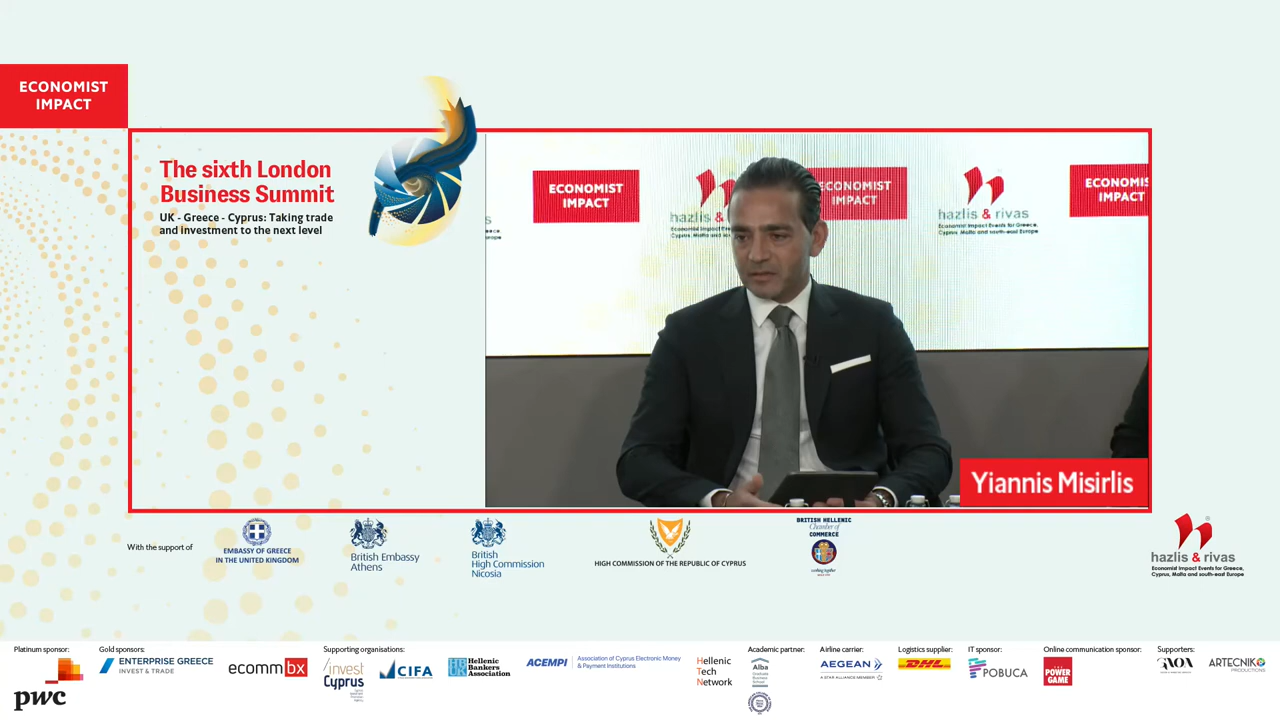 ECONOMIST
IMPACT
The sixth London
Business Summit
UK - Greece - Cyprus: Taking trade
and investment to the next level
ECONOMIST
IMPACT
hazlis
ECONOMIST
IMPACT
hazlis & rivas
Economist Impact Events for Greece,
Cyprus, Malta and south-east Europe
ECONOMIS
IMPACT
Yiannis Misirlis
With the support of
EMBASSY OF GREECE
IN THE UNITED KINGDOM
British Embassy
Athens
British
High Commission
Nicosia
HIGH COMMISSION OF THE REPUBLIC OF CYPRUS
BRITISH HELLENIC
Chamber of
COMMERCE
hazlis & rivas
Economist Impact Events for Greece,
Cyprus, Malta and south-east Europe
Platinum sponsor:
pwc
Gold sponsors:
ENTERPRISE GREECE
INVEST & TRADE
ecommbx
Supporting organisations:
invest
Cyprus
CIFA
HBA
Hellenic
Bankers
Association
ACEMPI
Association of Cyprus Electronic Money
& Payment Institutions
Hellenic
Tech
Network
Academic partner:
Alba
Graduate
Business
School
Airline carrier:
AEGEAN
A STAR ALLIANCE MEMBER
Logistics supplier:
DHL
IT sponsor:
POBUCA
Online communication sponsor:
POWER
GAME
Supporters:
AOA
ARTECNIKO
PRODUCTIONS